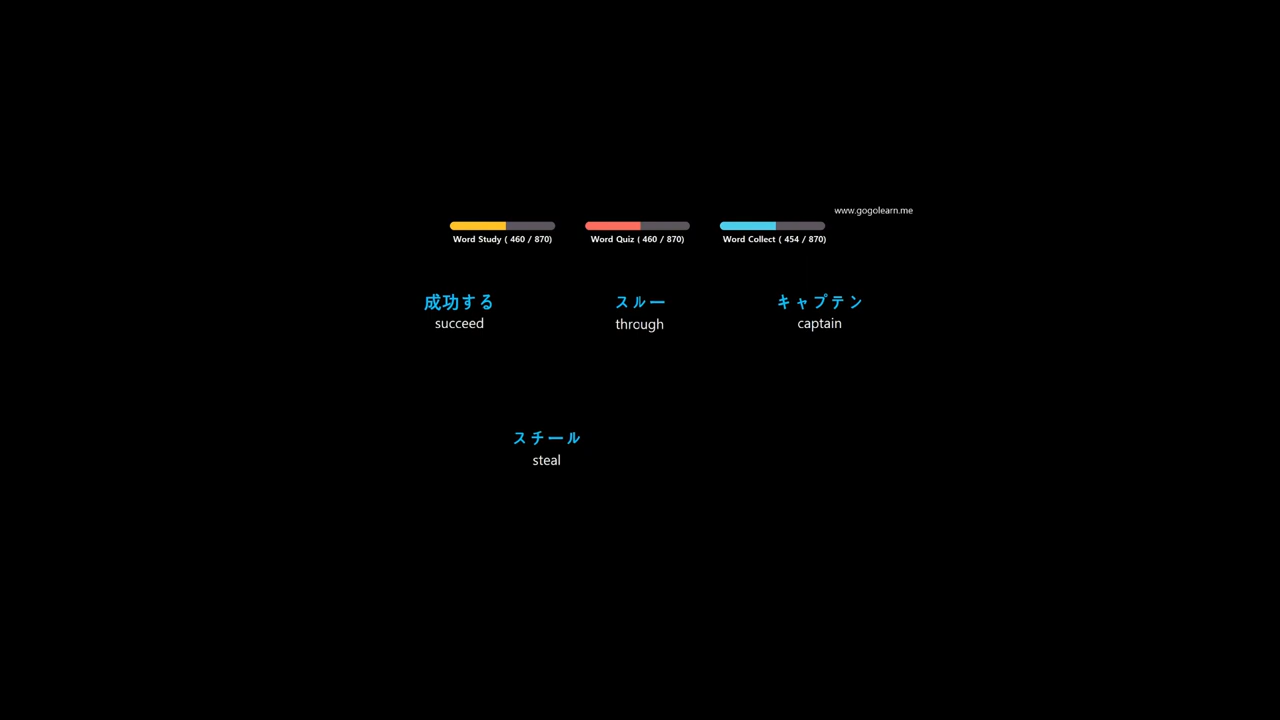 www.gogolearn.me
Word Study ( 460 / 870)
Word Quiz ( 460 / 870)
Word Collect ( 454 / 870)
成功する
succeed
スルー
through
キャプテン
captain
スチール
steal